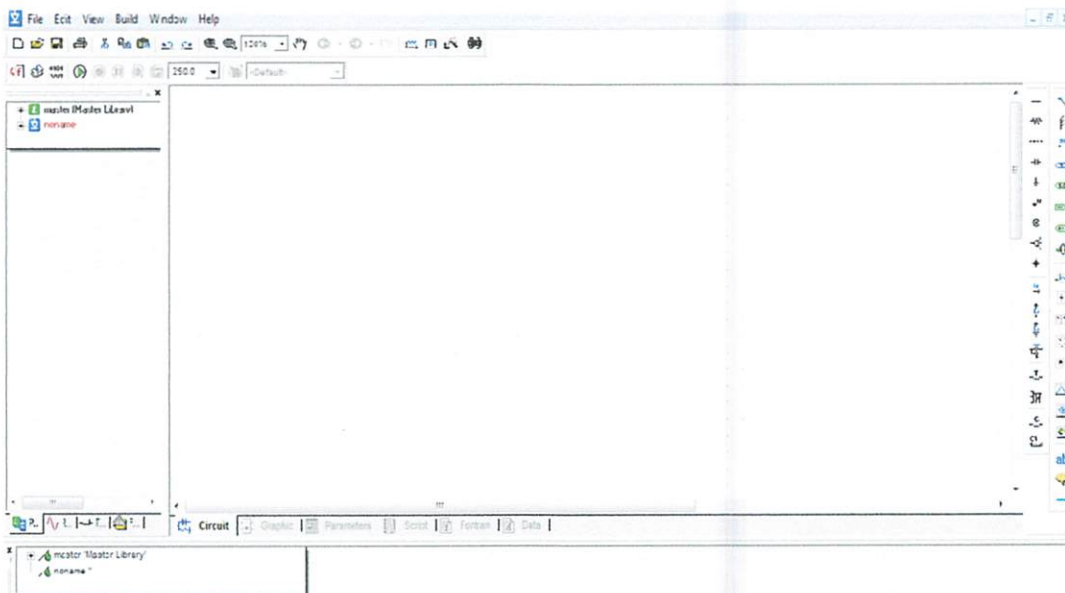 File Edit View Build Window Help
100%
250.0 -Default-
master (Master Library)
noname
Circuit Graphic Parameters Script Fortran Data
master 'Master Library'
noname "